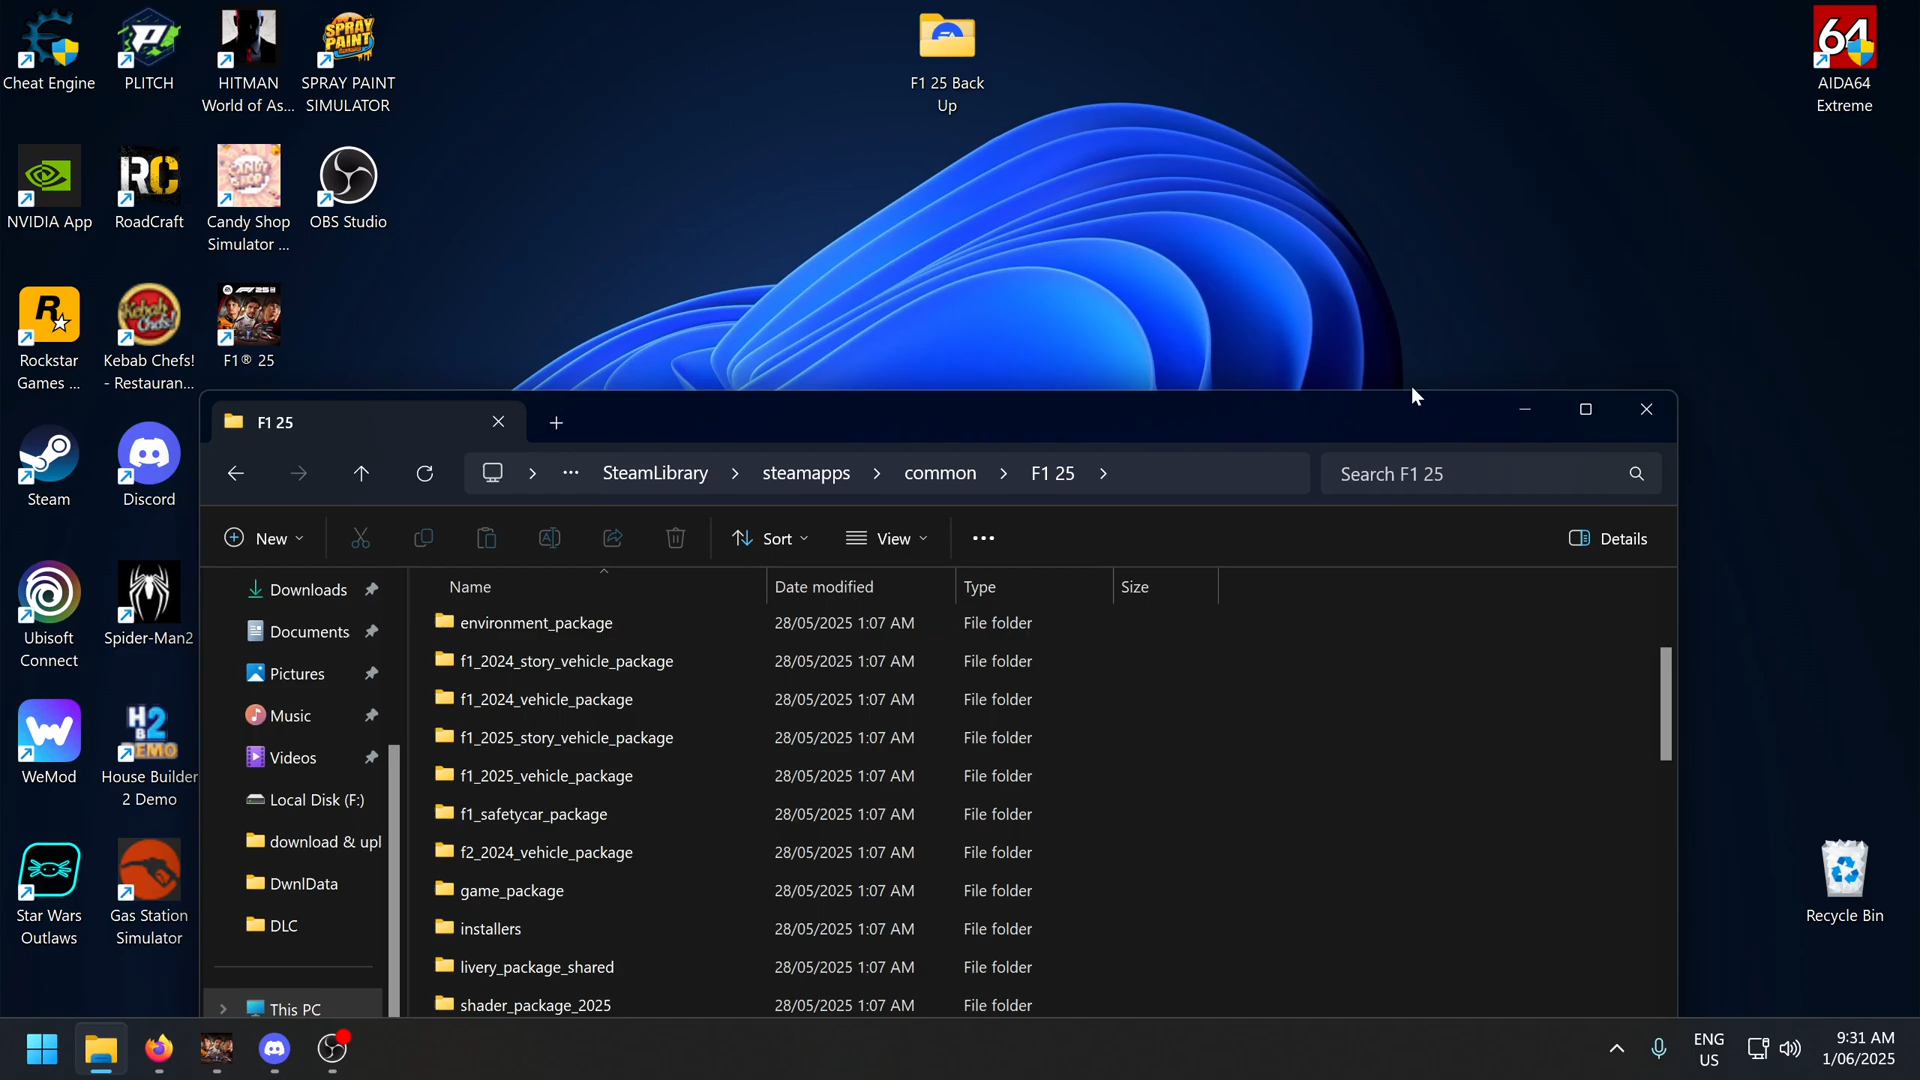 Cheat Engine
PLITCH
HITMAN
World of As...
SPRAY PAINT
SIMULATOR
F1 25 Back
Up
64
AIDA64
Extreme
NVIDIA App
RC
RoadCraft
Candy Shop
Simulator ...
OBS Studio
Rockstar
Games ...
Kebab Chefs!
- Restauran...
F1® 25
Steam
Discord
Ubisoft
Connect
Spider-Man2
WeMod
House Builder
2 Demo
Star Wars
Outlaws
Gas Station
Simulator
Recycle Bin
F1 25
SteamLibrary
steamapps
common
F1 25
Search F1 25
New
Sort
View
Details
Downloads
Documents
Pictures
Music
Videos
Local Disk (F:)
download & upl
DwnlData
DLC
This PC
Name Date modified Type Size
environment_package 28/05/2025 1:07 AM File folder
f1_2024_story_vehicle_package 28/05/2025 1:07 AM File folder
f1_2024_vehicle_package 28/05/2025 1:07 AM File folder
f1_2025_story_vehicle_package 28/05/2025 1:07 AM File folder
f1_2025_vehicle_package 28/05/2025 1:07 AM File folder
f1_safetycar_package 28/05/2025 1:07 AM File folder
f2_2024_vehicle_package 28/05/2025 1:07 AM File folder
game_package 28/05/2025 1:07 AM File folder
installers 28/05/2025 1:07 AM File folder
livery_package_shared 28/05/2025 1:07 AM File folder
shader_package_2025 28/05/2025 1:07 AM File folder
ENG
US
9:31 AM
1/06/2025